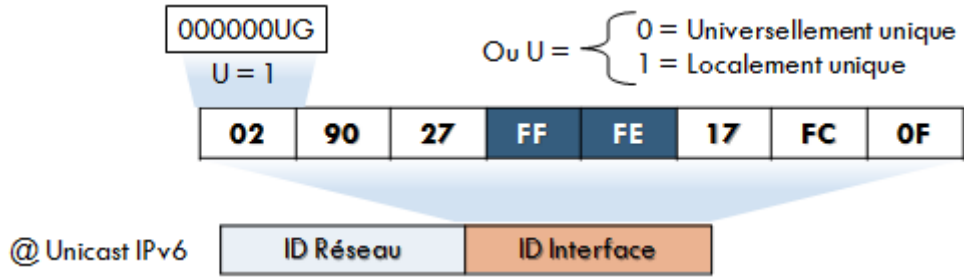 000000UG
U = 1
Ou U =
0 = Universellement unique
1 = Localement unique
02 90 27 FF FE 17 FC 0F
@ Unicast IPv6 ID Réseau ID Interface